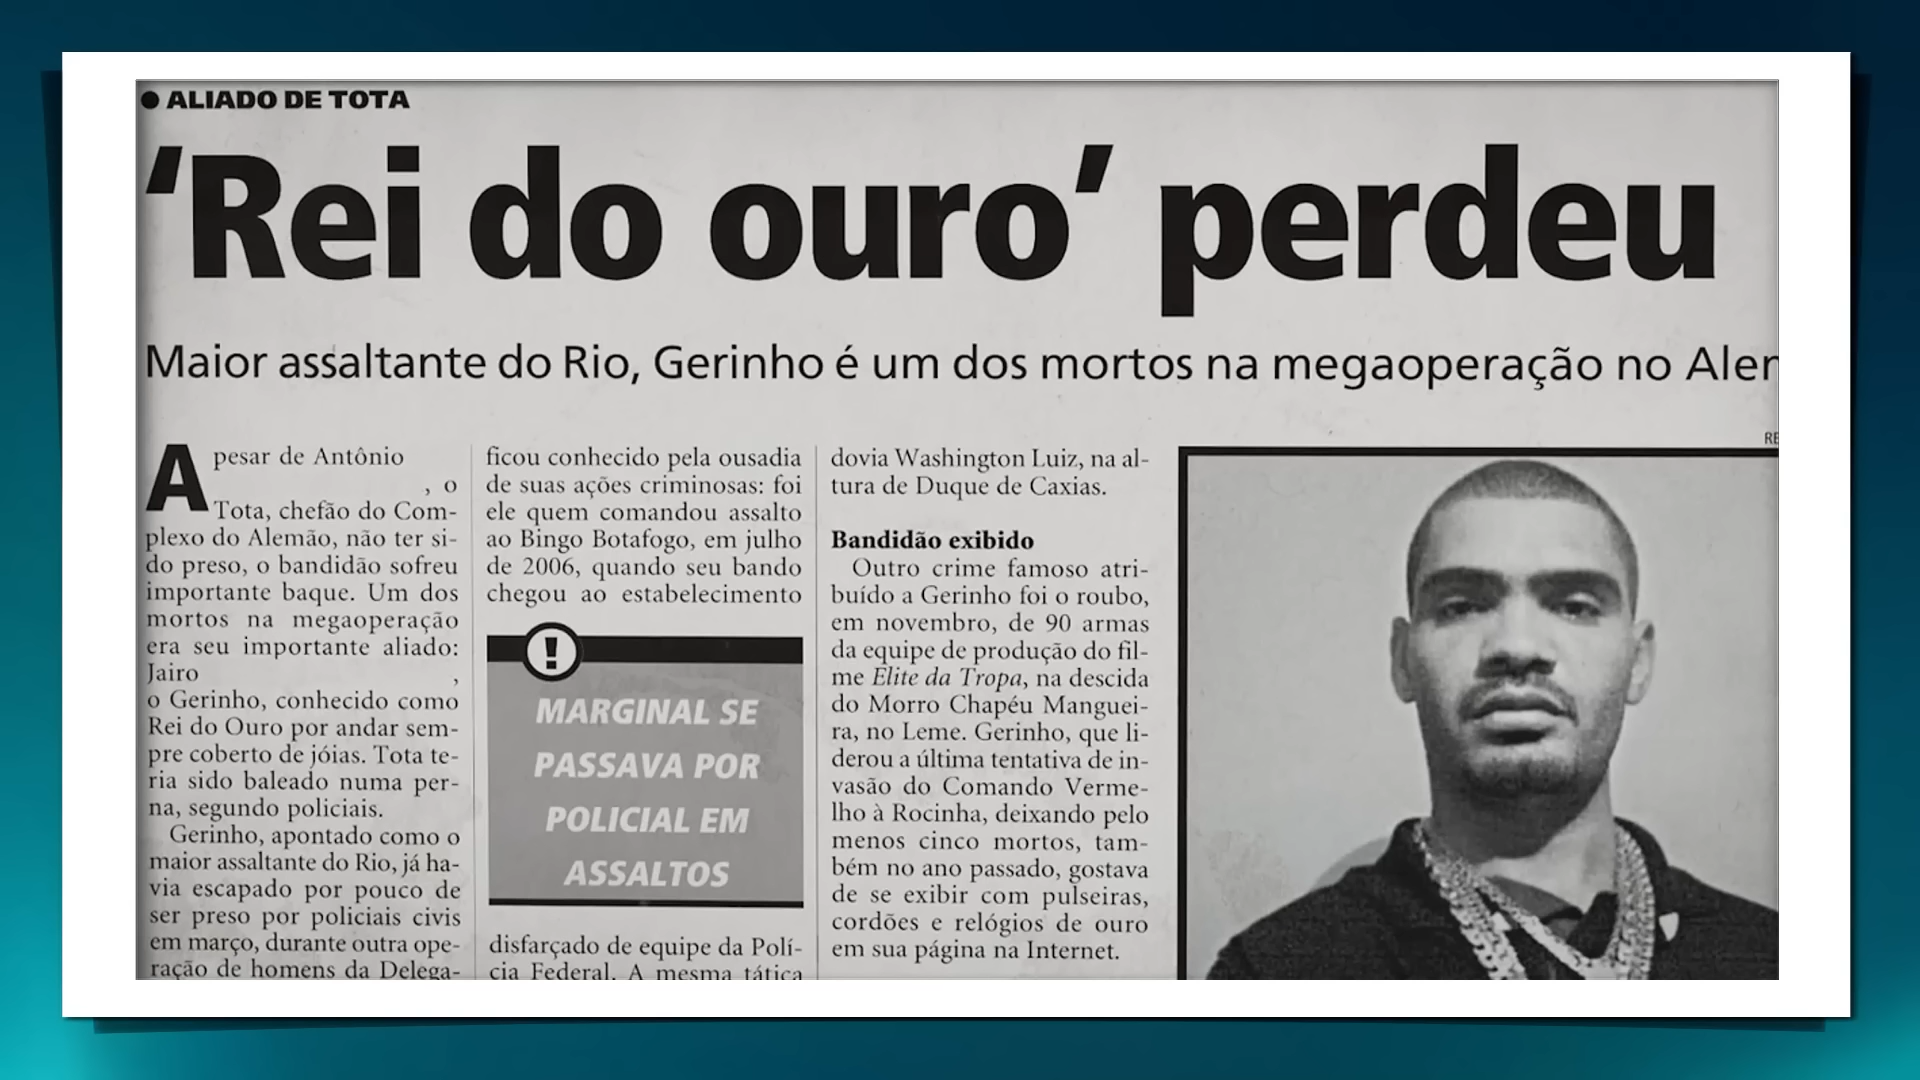 ● ALIADO DE TOTA
‘Rei do ouro’ perdeu
Maior assaltante do Rio, Gerinho é um dos mortos na megaoperação no Alem
Apesar de Antônio
, o
Tota, chefão do Com-
plexo do Alemão, não ter si-
do preso, o bandidão sofreu
importante baque. Um dos
mortos na megaoperação
era seu importante aliado:
Jairo ,
o Gerinho, conhecido como
Rei do Ouro por andar sem-
pre coberto de jóias. Tota te-
ria sido baleado numa per-
na, segundo policiais.
Gerinho, apontado como o
maior assaltante do Rio, já ha-
via escapado por pouco de
ser preso por policiais civis
em março, durante outra ope-
ração de homens da Delega-
ficou conhecido pela ousadia
de suas ações criminosas: foi
ele quem comandou assalto
ao Bingo Botafogo, em julho
de 2006, quando seu bando
chegou ao estabelecimento
!
MARGINAL SE
PASSAVA POR
POLICIAL EM
ASSALTOS
disfarçado de equipe da Polí-
cia Federal. A mesma tática
dovia Washington Luiz, na al-
tura de Duque de Caxias.
Bandidão exibido
Outro crime famoso atri-
buído a Gerinho foi o roubo,
em novembro, de 90 armas
da equipe de produção do fil-
me Elite da Tropa, na descida
do Morro Chapéu Manguei-
ra, no Leme. Gerinho, que li-
derou a última tentativa de in-
vasão do Comando Verme-
lho à Rocinha, deixando pelo
menos cinco mortos, tam-
bém no ano passado, gostava
de se exibir com pulseiras,
cordões e relógios de ouro
em sua página na Internet.
RE